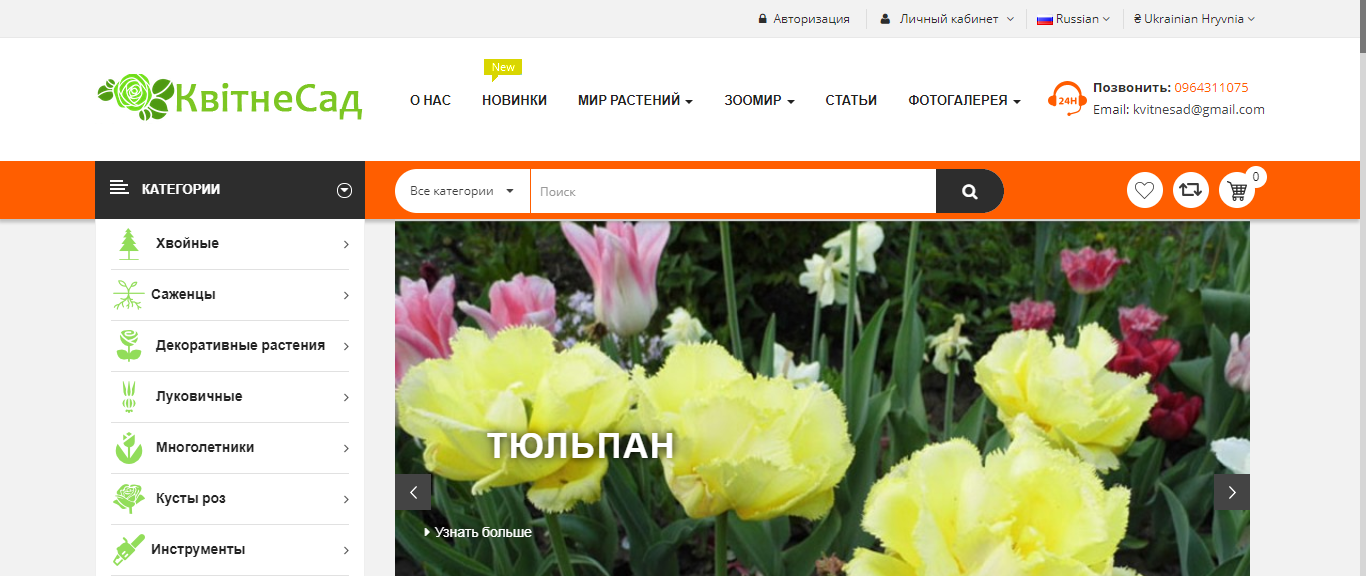 Авторизация Личный кабинет Russian ₴ Ukrainian Hryvnia
New
КвітнеСад
О НАС НОВИНКИ МИР РАСТЕНИЙ ЗООМИР СТАТЬИ ФОТОГАЛЕРЕЯ
24H
Позвонить: 0964311075
Email: kvitnesad@gmail.com
КАТЕГОРИИ
Все категории Поиск
0
Хвойные
Саженцы
Декоративные растения
Луковичные
Многолетники
Кусты роз
Инструменты
ТЮЛЬПАН
Узнать больше